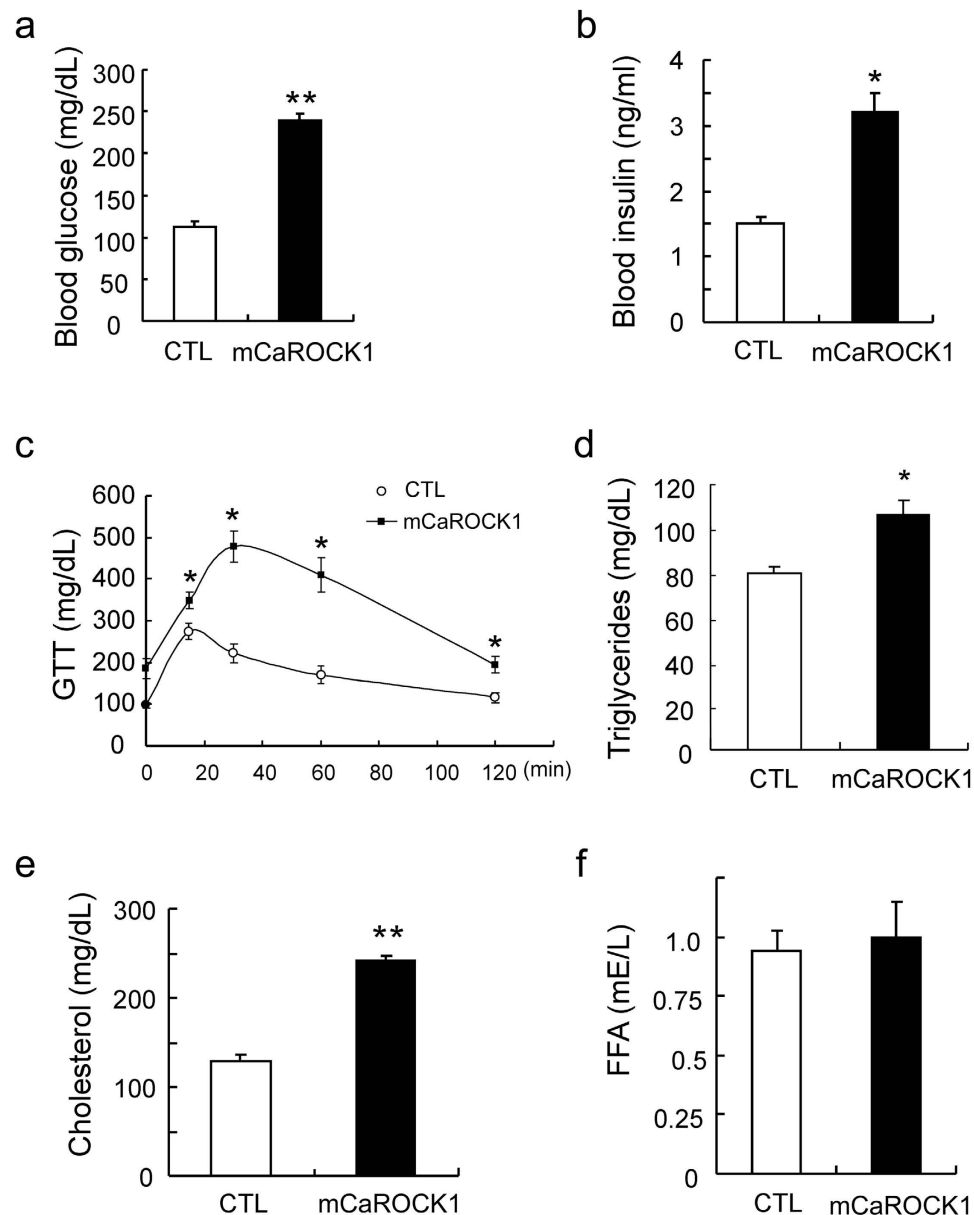 a
Blood glucose (mg/dL)
300
250
200
150
100
50
0
**
CTL
mCaROCK1
b
Blood insulin (ng/ml)
4
3
2
1
0
*
CTL
mCaROCK1
c
GTT (mg/dL)
600
500
400
300
200
100
0
*
*
*
*
CTL
mCaROCK1
0 20 40 60 80 100 120 (min)
d
Triglycerides (mg/dL)
120
100
80
60
40
20
0
*
CTL
mCaROCK1
e
Cholesterol (mg/dL)
300
200
100
0
**
CTL
mCaROCK1
f
FFA (mE/L)
1.0
0.75
0.5
0.25
0
CTL
mCaROCK1